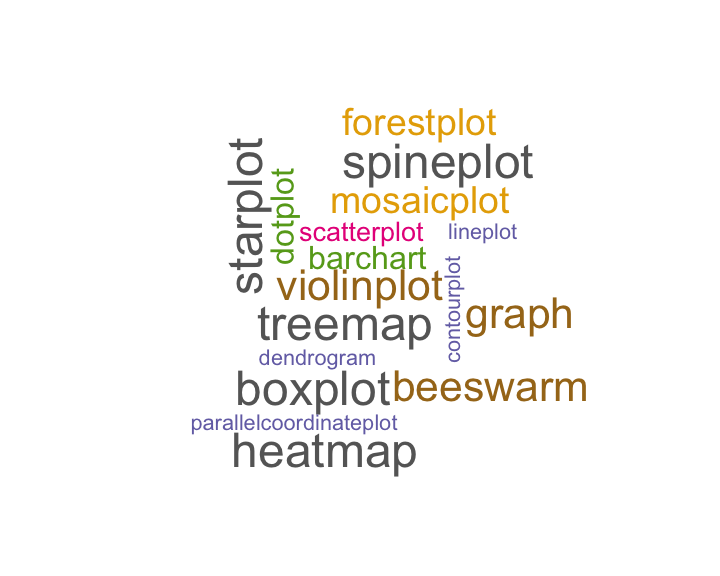 forestplot
starplot
spineplot
dotplot
mosaicplot
scatterplot
lineplot
barchart
contourplot
violinplot
graph
treemap
dendrogram
boxplot
beeswarm
parallelcoordinateplot
heatmap